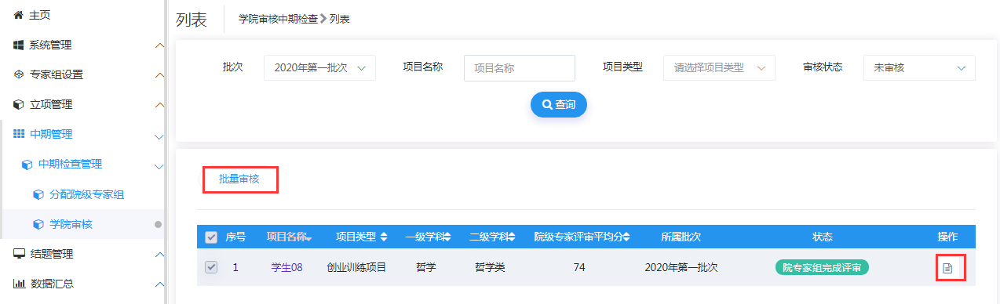 主页
系统管理
专家组设置
立项管理
中期管理
中期检查管理
分配院级专家组
学院审核
结题管理
数据汇总
列表
学院审核中期检查 列表
批次 2020年第一批次 项目名称 项目名称 项目类型 请选择项目类型 审核状态 未审核
查询
批量审核
序号 项目名称 项目类型 一级学科 二级学科 院级专家评审平均分 所属批次 状态 操作
1 学生08 创业训练项目 哲学 哲学类 74 2020年第一批次 院专家组完成评审